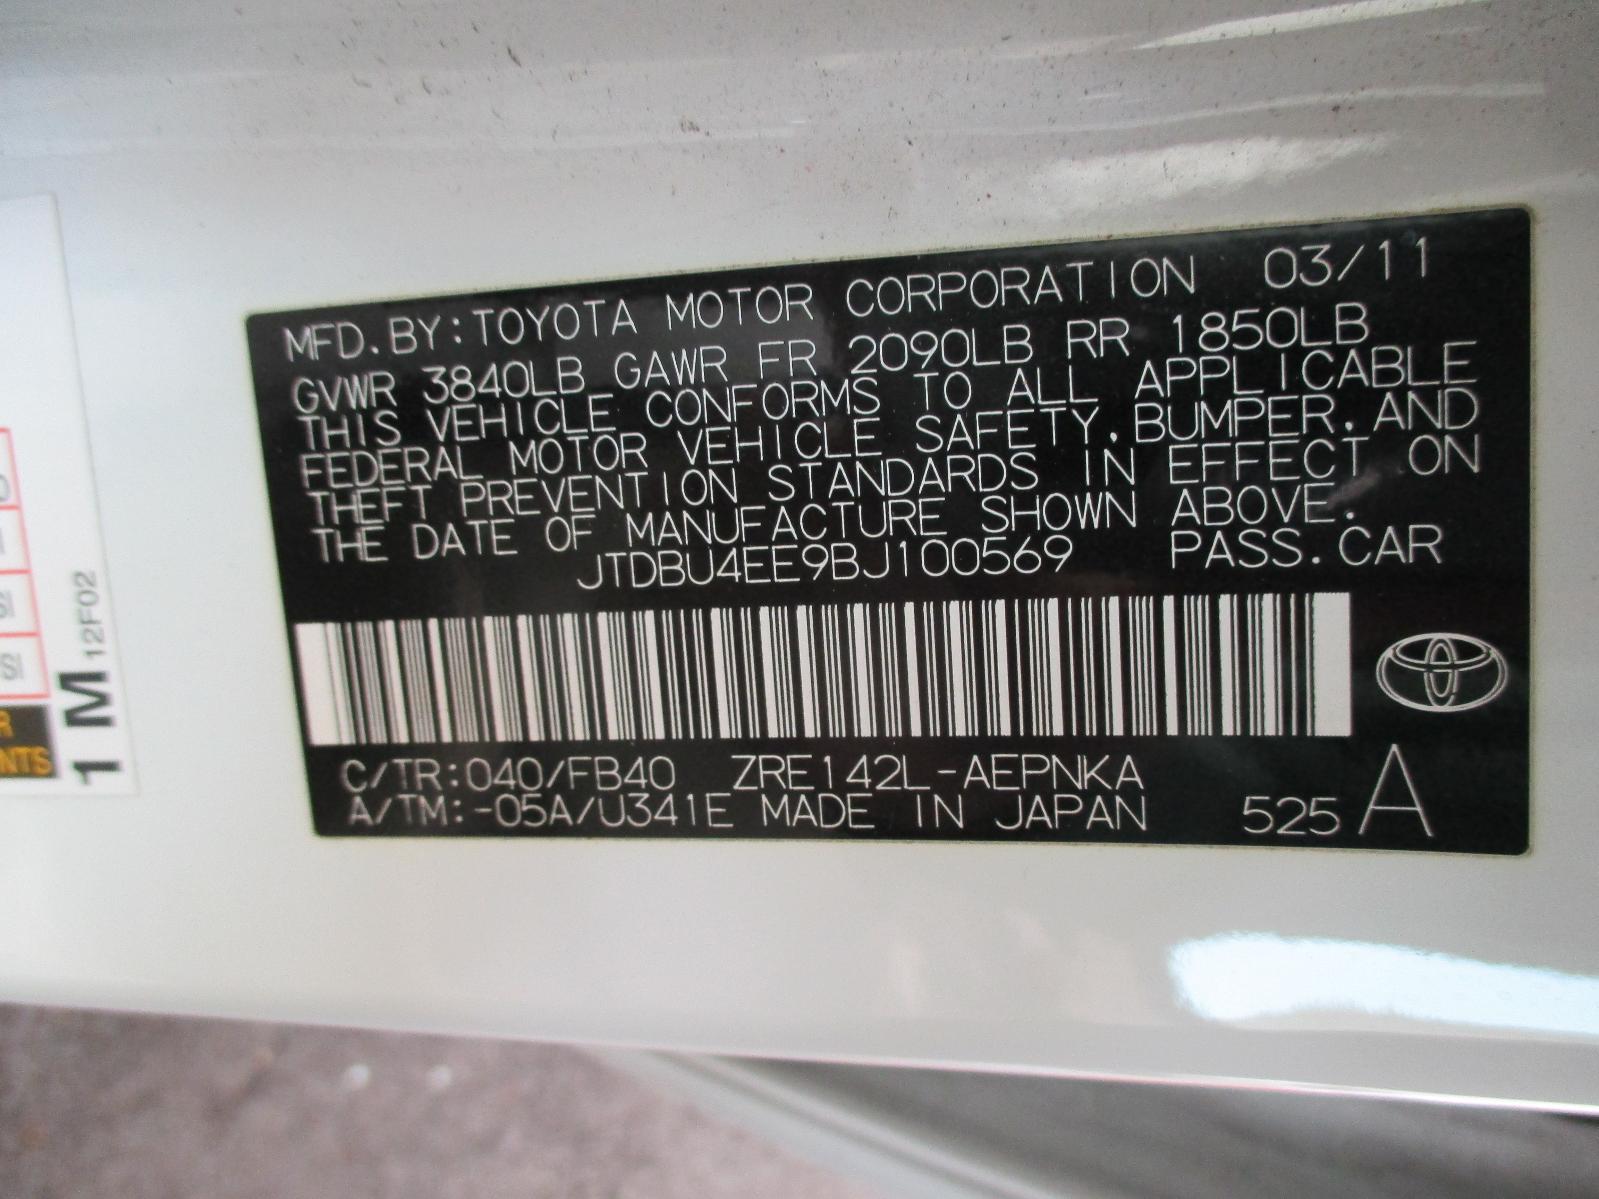 MFD. BY: TOYOTA MOTOR CORPORATION 03/11
GVWR 3840LB GAWR FR 2090LB RR 1850LB
THIS VEHICLE CONFORMS TO ALL APPLICABLE
FEDERAL MOTOR VEHICLE SAFETY, BUMPER, AND
THEFT PREVENTION STANDARDS IN EFFECT ON
THE DATE OF MANUFACTURE SHOWN ABOVE.
JTDBU4EE9BJ100569 PASS. CAR
C/TR: 040/FB40 ZRE142L-AEPNKA
A/TM: -05A/U341E MADE IN JAPAN 525 A
1M 12F02